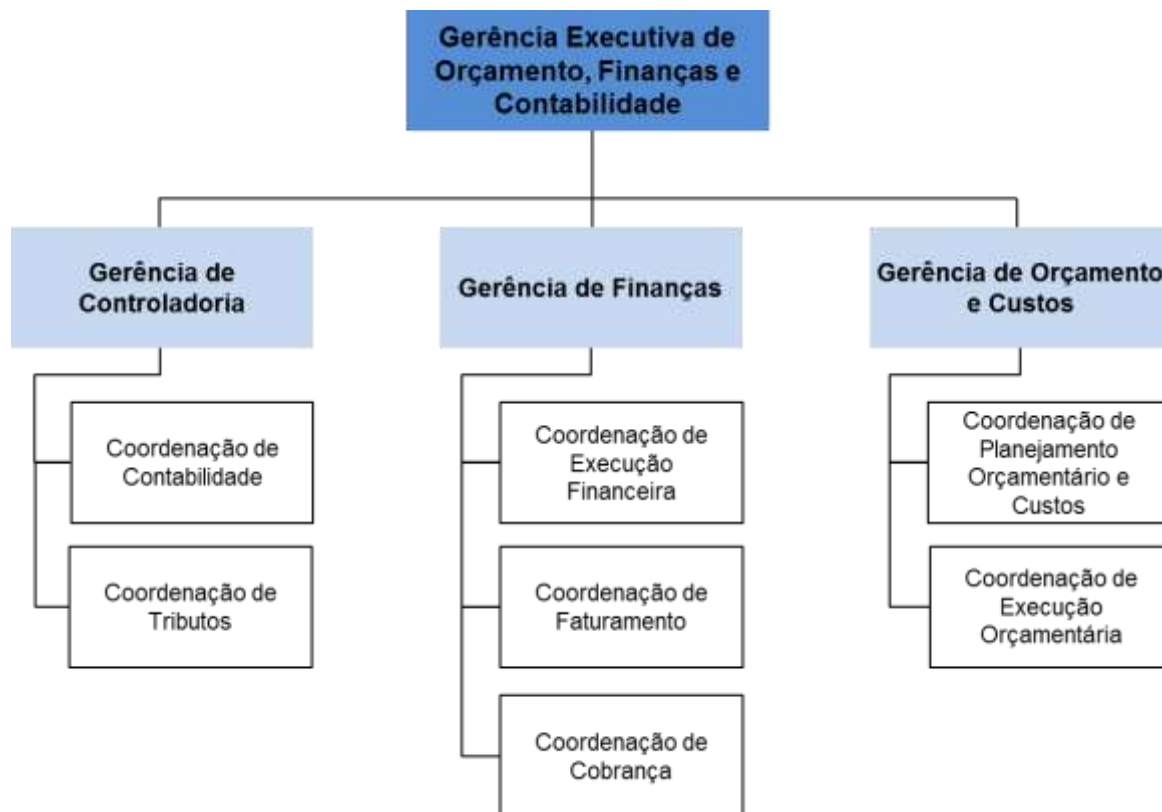 Gerência Executiva de
Orçamento, Finanças e
Contabilidade
Gerência de
Controladoria
Gerência de Finanças
Gerência de Orçamento
e Custos
Coordenação de
Contabilidade
Coordenação de
Execução
Financeira
Coordenação de
Planejamento
Orçamentário e
Custos
Coordenação de
Tributos
Coordenação de
Faturamento
Coordenação de
Execução
Orçamentária
Coordenação de
Cobrança